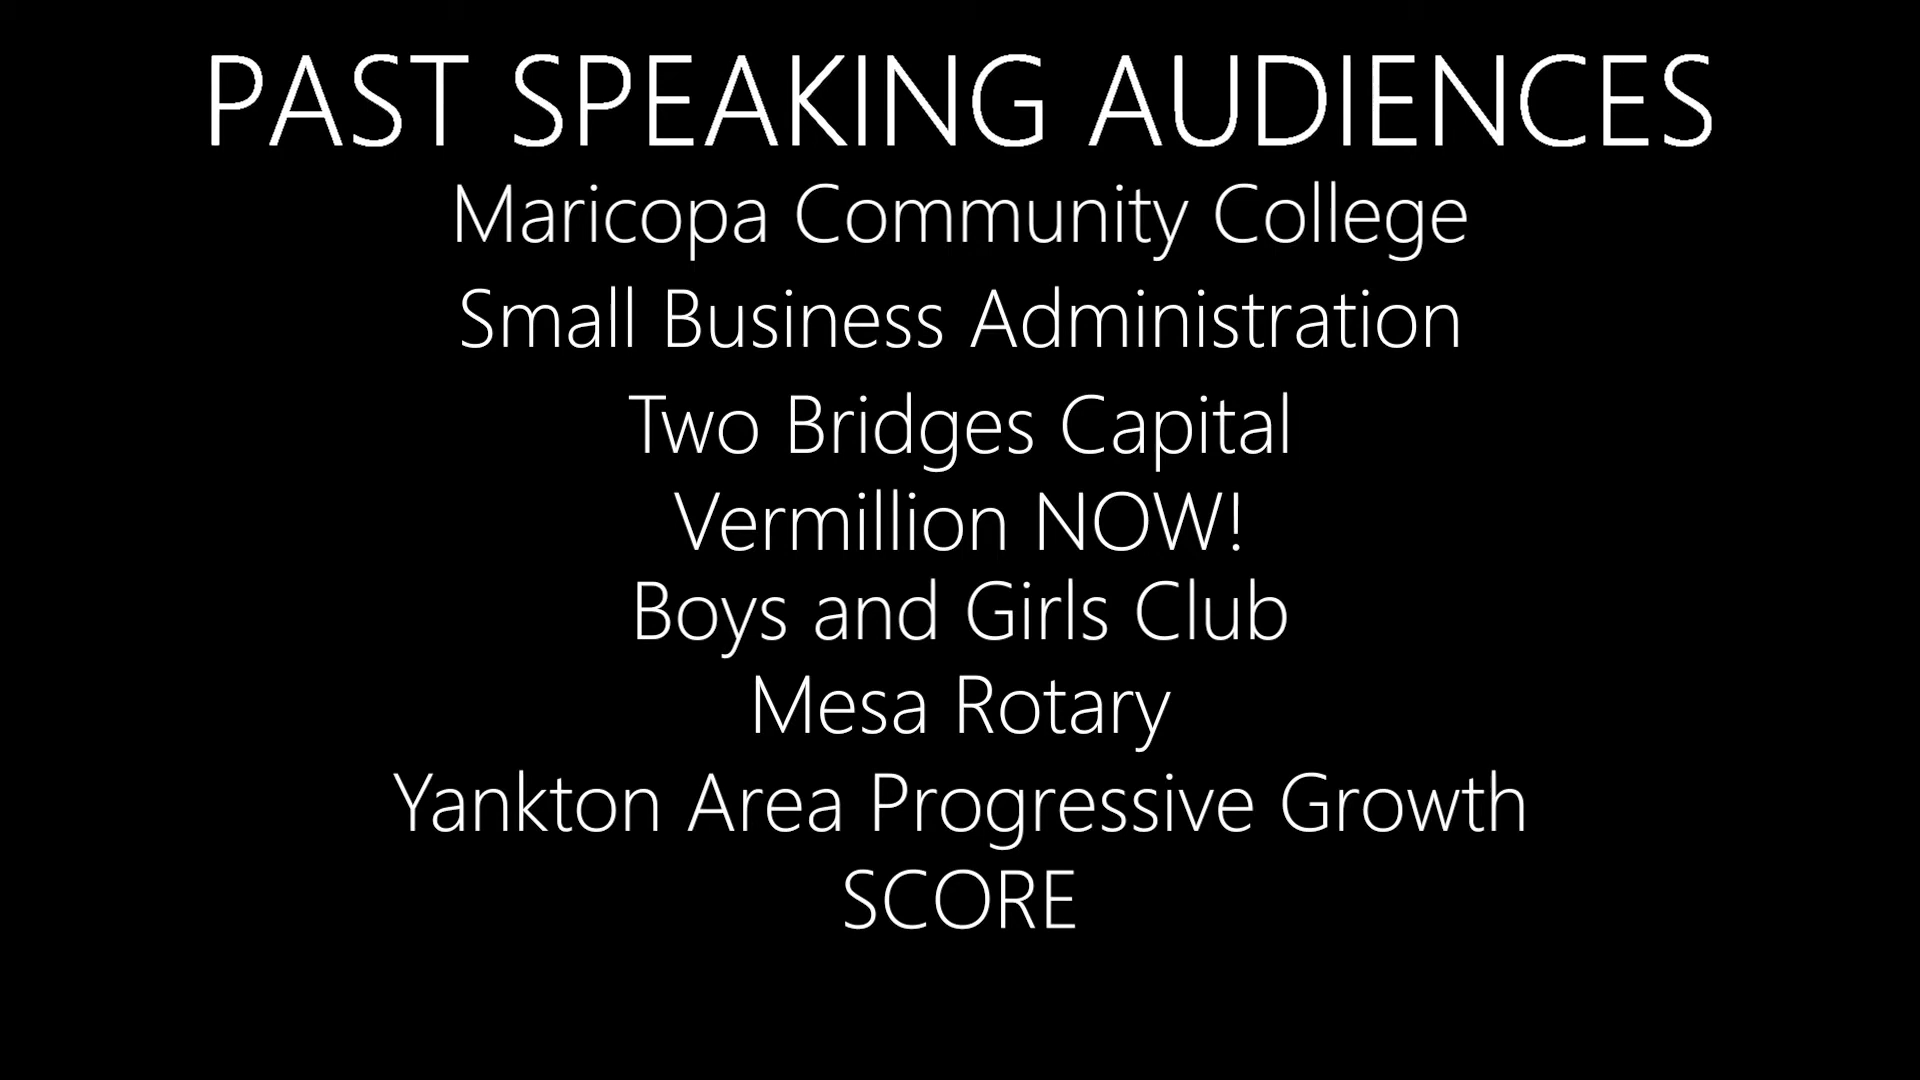 PAST SPEAKING AUDIENCES
Maricopa Community College
Small Business Administration
Two Bridges Capital
Vermillion NOW!
Boys and Girls Club
Mesa Rotary
Yankton Area Progressive Growth
SCORE